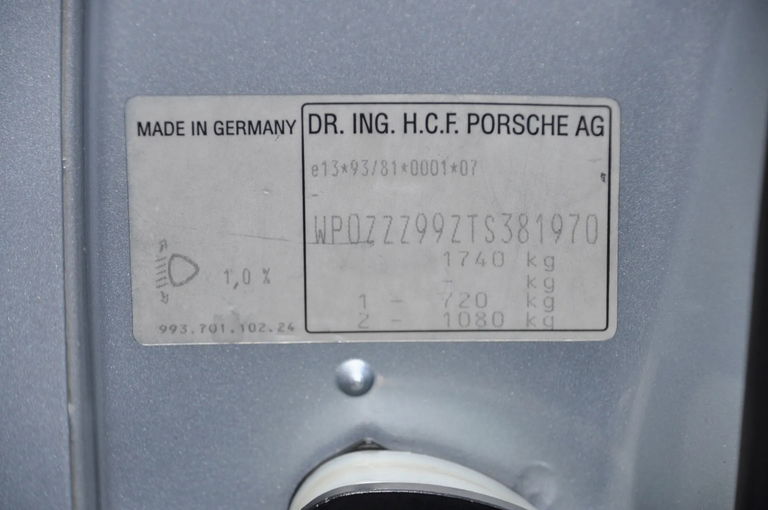 MADE IN GERMANY
DR. ING. H.C.F. PORSCHE AG
e13*93/81*0001*07
-
WP0ZZZ99ZTS381970
1740 kg
- kg
1 - 720 kg
2 - 1080 kg
1,0 %
993.701.102.24